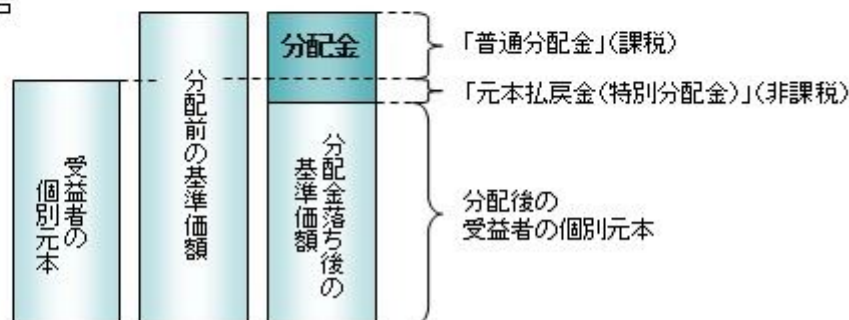 受益者の
個別元本
分配前の基準価額
分配金
分配金落ち後の
基準価額
「普通分配金」(課税)
「元本払戻金(特別分配金)」(非課税)
分配後の
受益者の個別元本